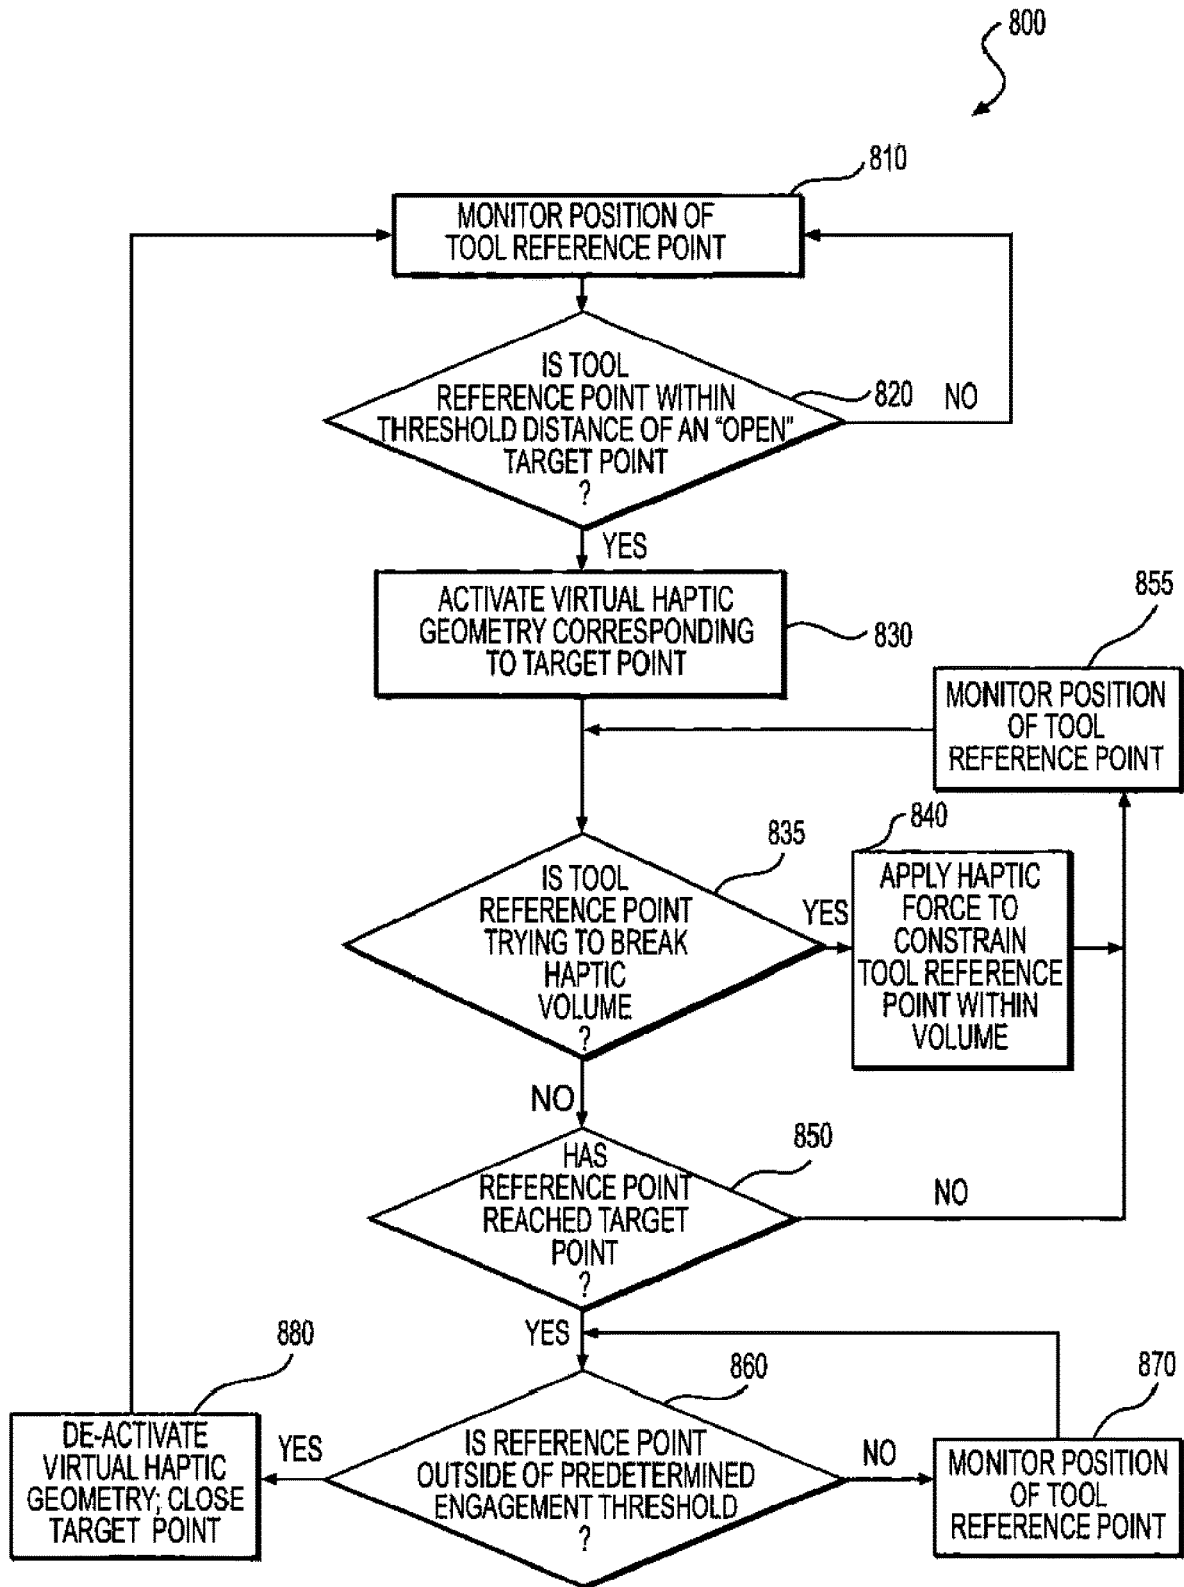 800
810
MONITOR POSITION OF
TOOL REFERENCE POINT
IS TOOL
REFERENCE POINT WITHIN
THRESHOLD DISTANCE OF AN "OPEN"
TARGET POINT
?
820
NO
YES
ACTIVATE VIRTUAL HAPTIC
GEOMETRY CORRESPONDING
TO TARGET POINT
830
855
MONITOR POSITION
OF TOOL
REFERENCE POINT
835
IS TOOL
REFERENCE POINT
TRYING TO BREAK
HAPTIC
VOLUME
?
YES
840
APPLY HAPTIC
FORCE TO
CONSTRAIN
TOOL REFERENCE
POINT WITHIN
VOLUME
NO
850
HAS
REFERENCE POINT
REACHED TARGET
POINT
?
NO
YES
860
IS REFERENCE POINT
OUTSIDE OF PREDETERMINED
ENGAGEMENT THRESHOLD
?
NO
870
MONITOR POSITION
OF TOOL
REFERENCE POINT
YES
880
DE-ACTIVATE
VIRTUAL HAPTIC
GEOMETRY; CLOSE
TARGET POINT